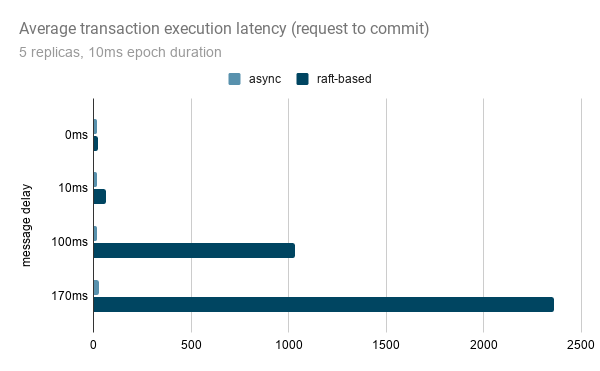 Average transaction execution latency (request to commit)
5 replicas, 10ms epoch duration
async raft-based
message delay
0ms
10ms
100ms
170ms
0 500 1000 1500 2000 2500